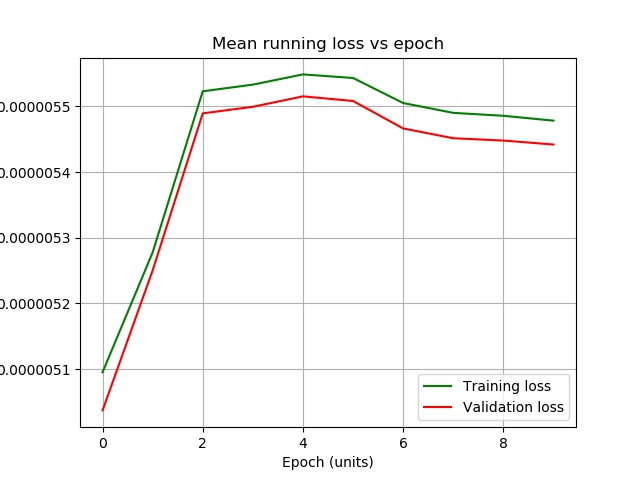 Mean running loss vs epoch
0.0000055
0.0000054
0.0000053
0.0000052
0.0000051
Training loss
Validation loss
0 2 4 6 8
Epoch (units)